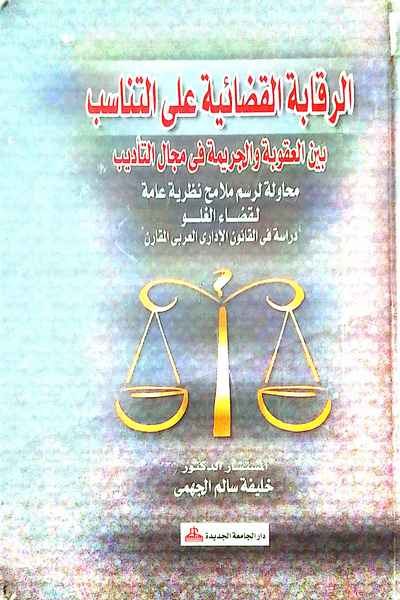 الرقابة القضائية على التناسب
بين العقوبة والجريمة فى مجال التأديب
محاولة لرسم ملامح نظرية عامة
لقضاء الغلو
"دراسة فى القانون الإدارى العربى المقارن"
المستشار الدكتور
خليفة سالم الجهمى
دار الجامعة الجديدة